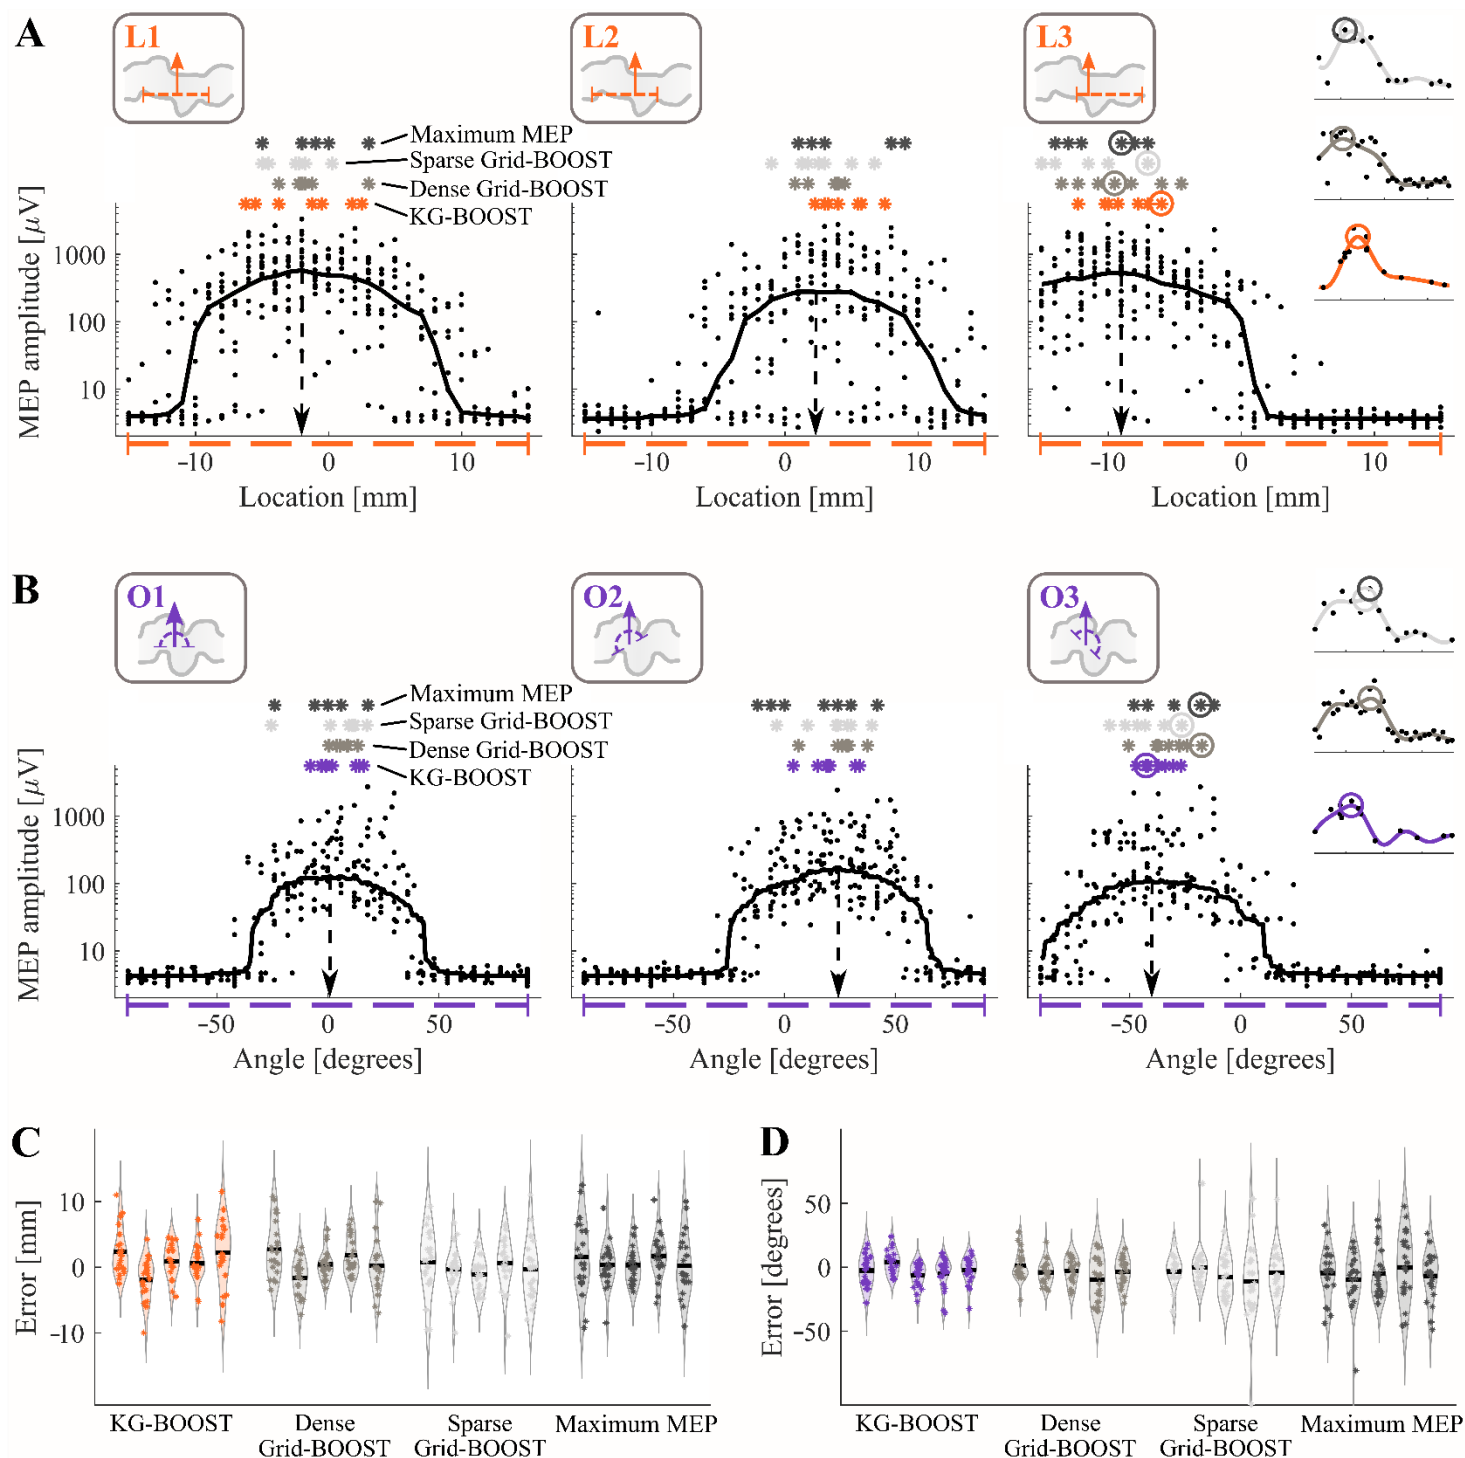 A
L1
L2
L3
Maximum MEP
Sparse Grid-BOOST
Dense Grid-BOOST
KG-BOOST
MEP amplitude [μV]
1000
100
10
-10 0 10
-10 0 10
-10 0 10
Location [mm]
Location [mm]
Location [mm]
B
O1
O2
O3
Maximum MEP
Sparse Grid-BOOST
Dense Grid-BOOST
KG-BOOST
MEP amplitude [μV]
1000
100
10
-50 0 50
-50 0 50
-50 0 50
Angle [degrees]
Angle [degrees]
Angle [degrees]
C
Error [mm]
10
0
-10
KG-BOOST
Dense
Grid-BOOST
Sparse
Grid-BOOST
Maximum MEP
D
Error [degrees]
50
0
-50
KG-BOOST
Dense
Grid-BOOST
Sparse
Grid-BOOST
Maximum MEP